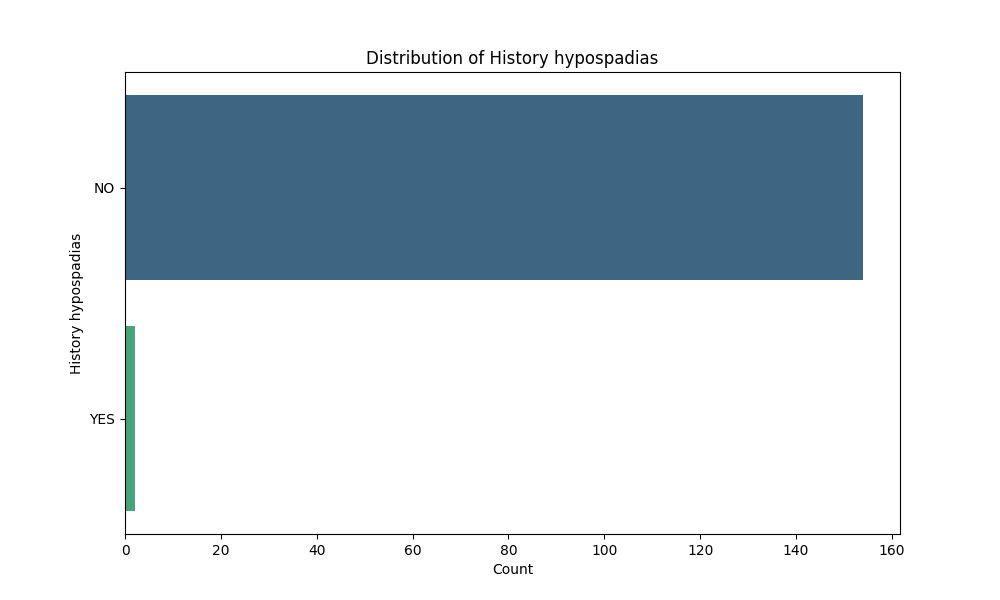 Distribution of History hypospadias
History hypospadias
NO
YES
0 20 40 60 80 100 120 140 160
Count